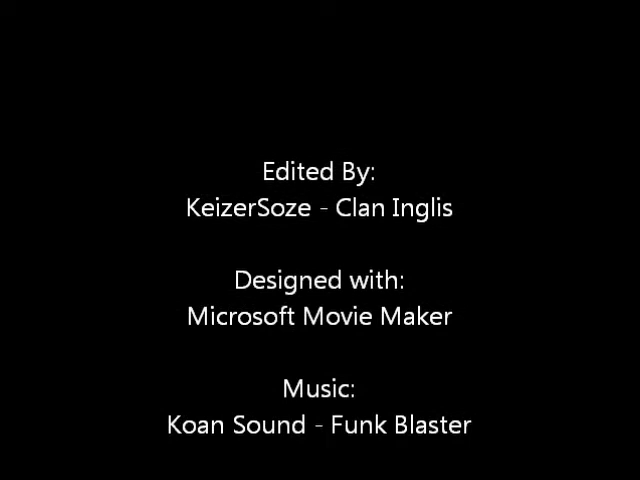 Edited By:
KeizerSoze - Clan Inglis
Designed with:
Microsoft Movie Maker
Music:
Koan Sound - Funk Blaster